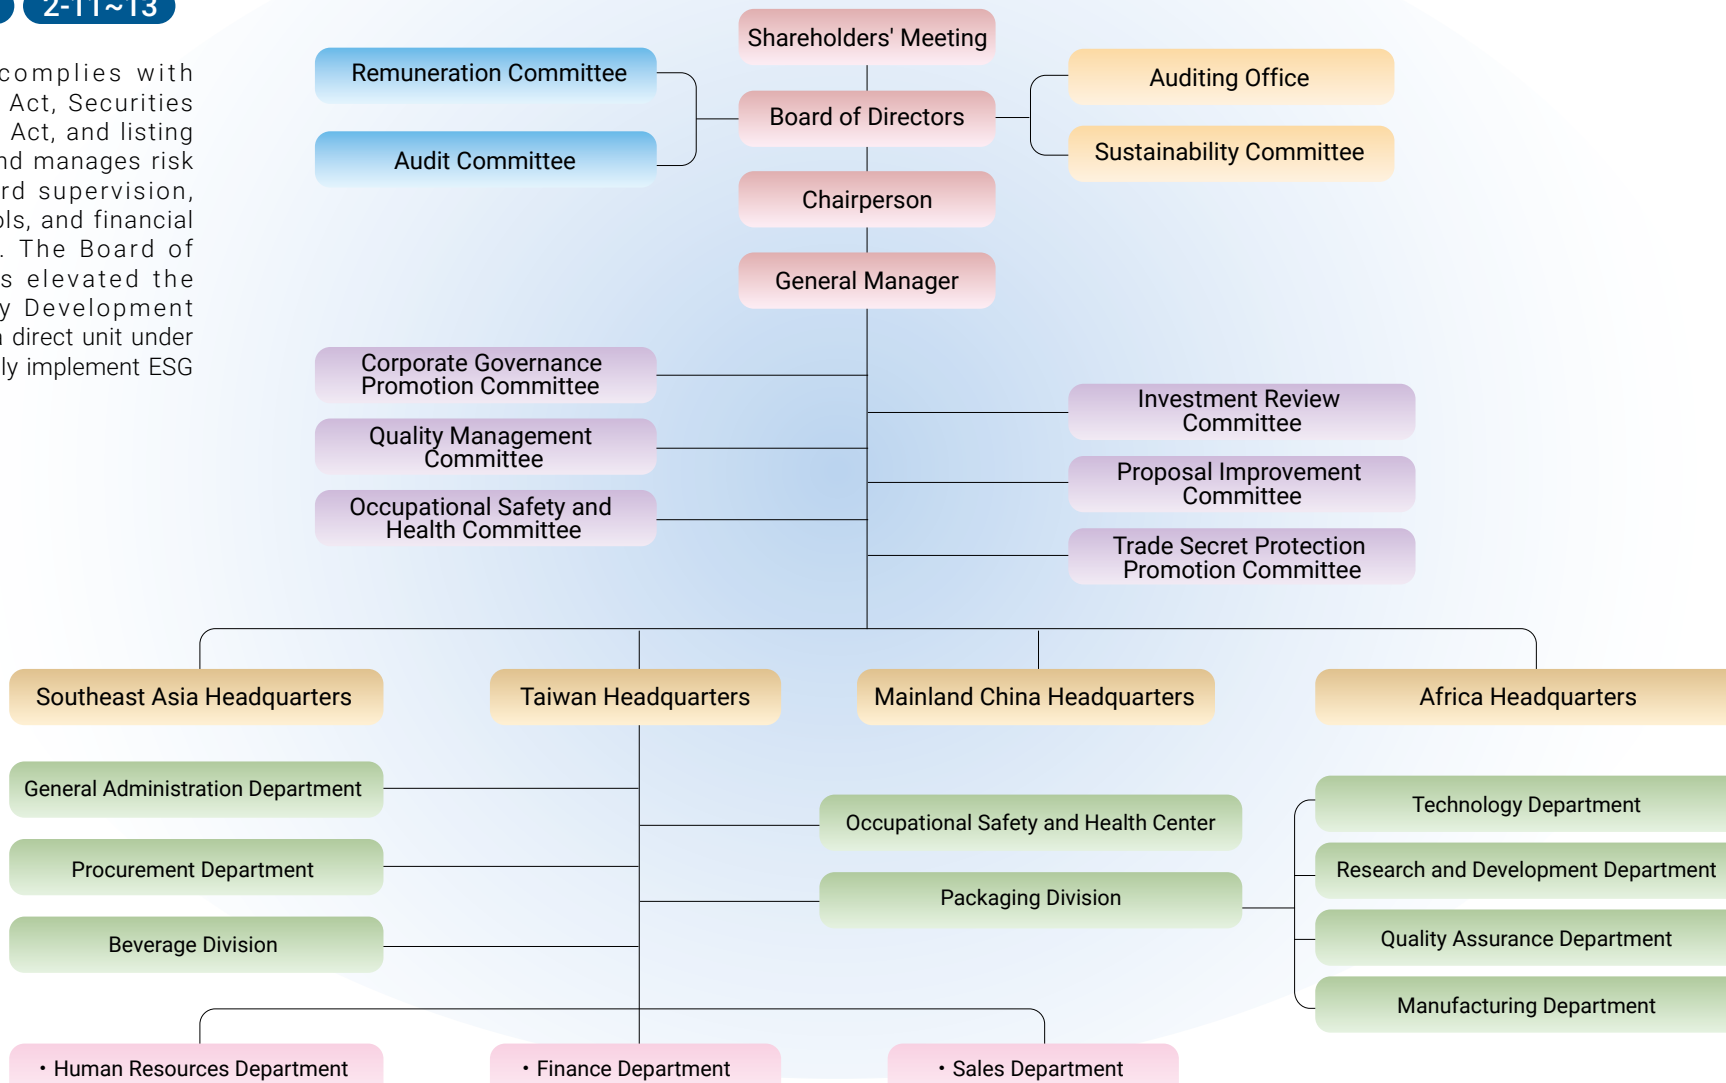 2-11~13
complies with
Act, Securities
Act, and listing
manages risk
supervision,
and financial
. The Board of
elevated the
Development
direct unit under
implement ESG
Shareholders' Meeting
Remuneration Committee
Audit Committee
Board of Directors
Auditing Office
Sustainability Committee
Chairperson
General Manager
Corporate Governance
Promotion Committee
Quality Management
Committee
Occupational Safety and
Health Committee
Investment Review
Committee
Proposal Improvement
Committee
Trade Secret Protection
Promotion Committee
Southeast Asia Headquarters
Taiwan Headquarters
Mainland China Headquarters
Africa Headquarters
General Administration Department
Procurement Department
Beverage Division
Occupational Safety and Health Center
Packaging Division
Technology Department
Research and Development Department
Quality Assurance Department
Manufacturing Department
・Human Resources Department
・Finance Department
・Sales Department